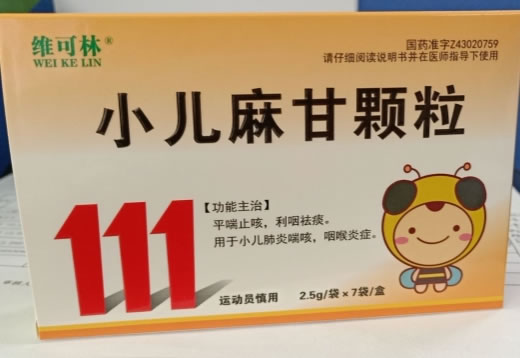 维可林®
WEI KE LIN
国药准字Z43020759
请仔细阅读说明书并在医师指导下使用
小儿麻甘颗粒
111
【功能主治】
平喘止咳，利咽祛痰。
用于小儿肺炎喘咳，咽喉炎症。
运动员慎用
2.5g/袋×7袋/盒